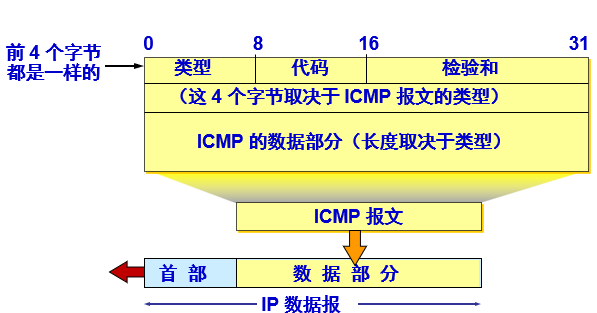 0 8 16 31
前 4 个字节
都是一样的
类型 代码 检验和
（这 4 个字节取决于 ICMP 报文的类型）
ICMP 的数据部分（长度取决于类型）
ICMP 报文
首 部 数 据 部 分
IP 数据报